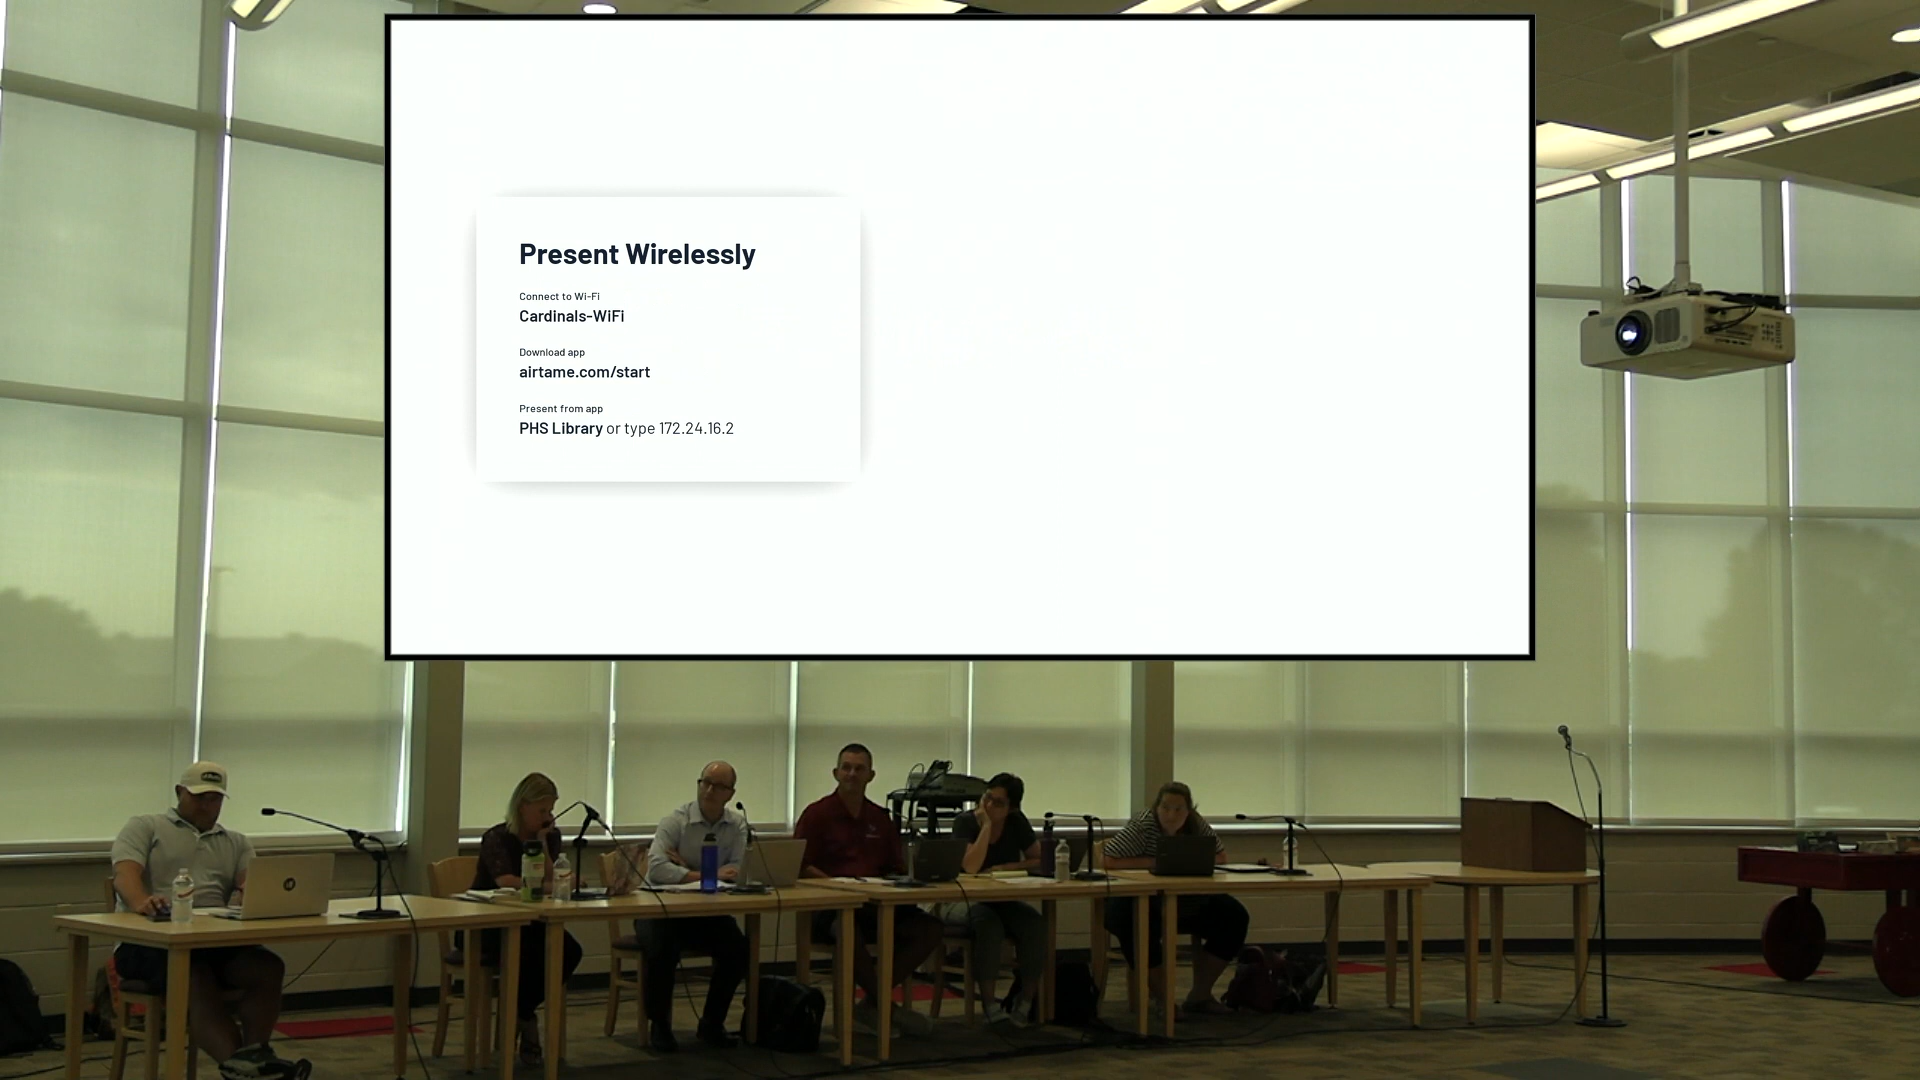 Present Wirelessly
Connect to Wi-Fi
Cardinals-WiFi
Download app
airtame.com/start
Present from app
PHS Library or type 172.24.16.2